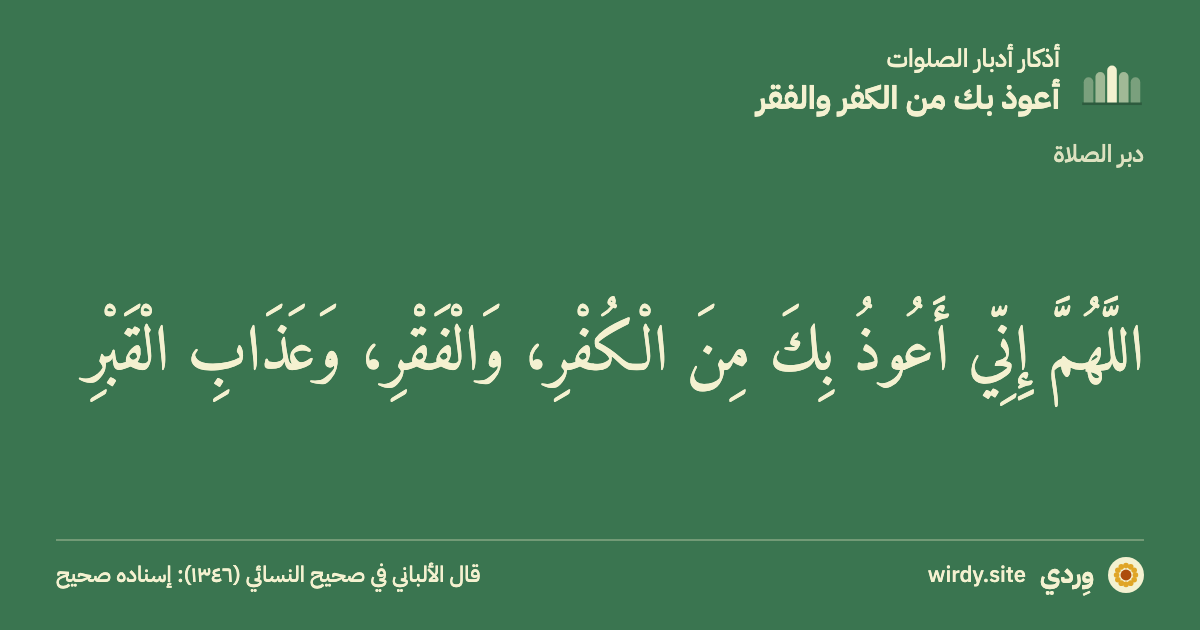 أذكار أدبار الصلوات
أعوذ بك من الكفر والفقر
دبر الصلاة
اللَّهُمَّ إِنِّي أَعُوذُ بِكَ مِنَ الْكُفْرِ، وَالْفَقْرِ، وَعَذَابِ الْقَبْرِ
وِردي wirdy.site
قال الألباني في صحيح النسائي (١٣٤٦): إسناده صحيح